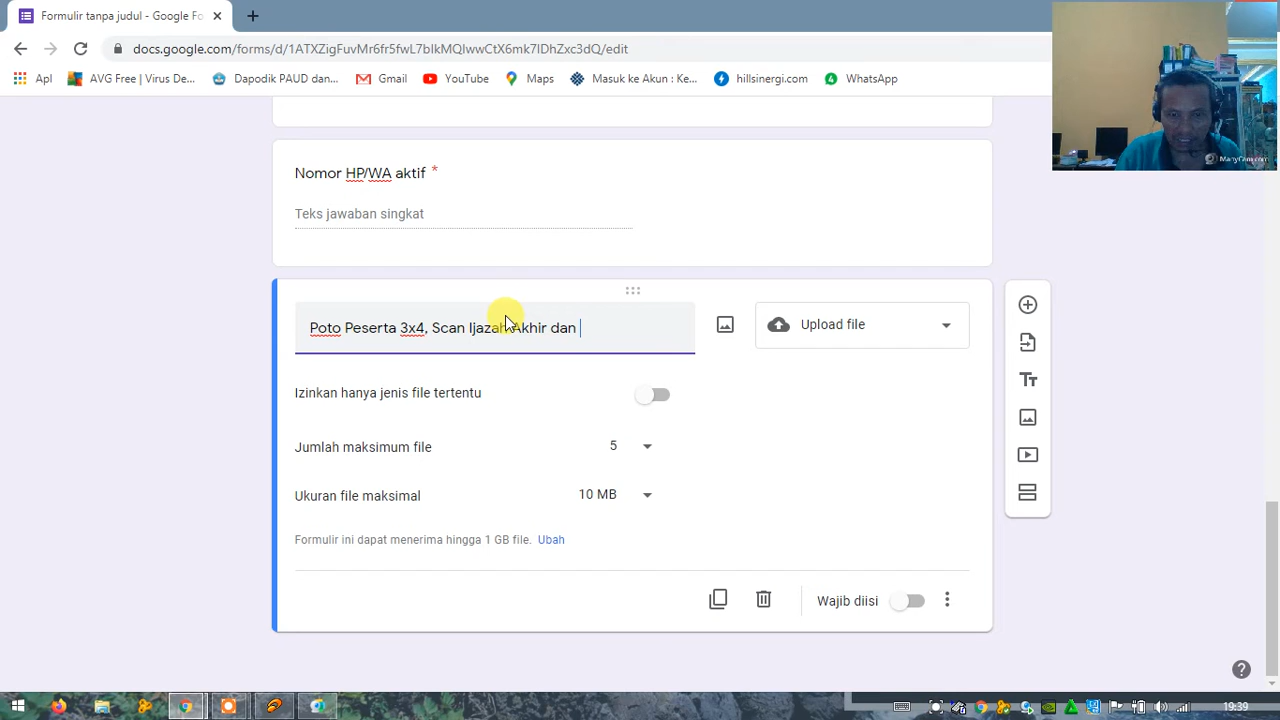 Formulir tanpa judul - Google Fo
docs.google.com/forms/d/1ATXZigFuvMr6fr5fwL7blkMQIwwCtX6mk7lDhZxc3dQ/edit
Apl
AVG Free | Virus De...
Dapodik PAUD dan...
Gmail
YouTube
Maps
Masuk ke Akun : Ke...
hillsinergi.com
WhatsApp
ManyCam.com
Nomor HP/WA aktif *
Teks jawaban singkat
Poto Peserta 3x4, Scan Ijazah Akhir dan
Upload file
Izinkan hanya jenis file tertentu
Jumlah maksimum file 5
Ukuran file maksimal 10 MB
Formulir ini dapat menerima hingga 1 GB file. Ubah
Wajib diisi
19:39